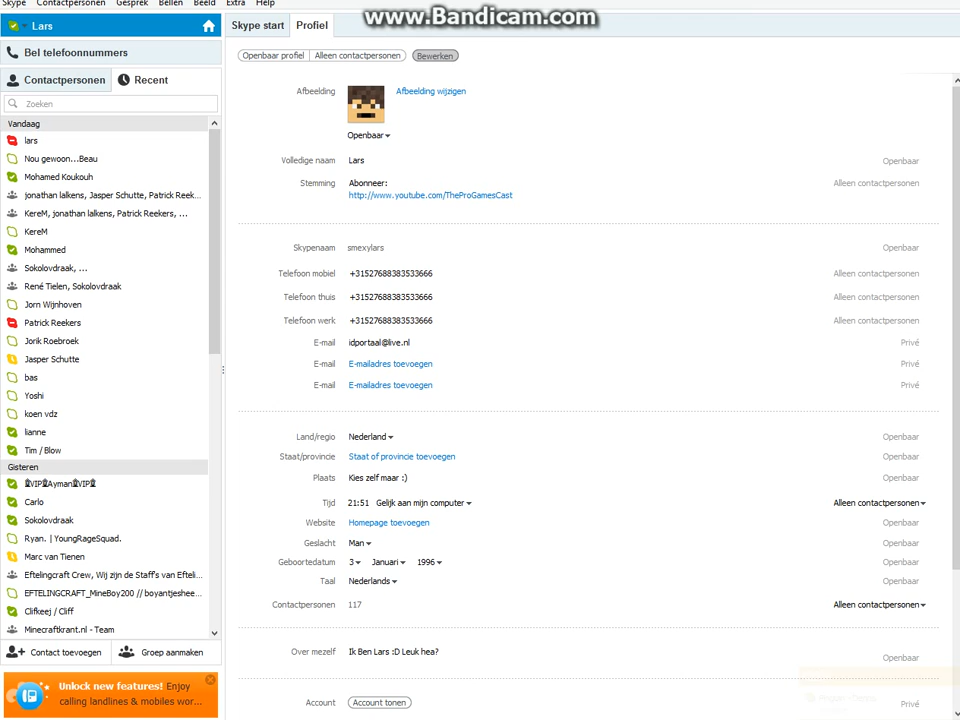 Skype Contactpersonen Gesprek Bellen Beeld Extra Help
www.Bandicam.com
Lars
Skype start Profiel
Bel telefoonnummers
Openbaar profiel Alleen contactpersonen Bewerken
Contactpersonen Recent
Zoeken
Vandaag
lars
Nou gewoon...Beau
Mohamed Koukouh
jonathan lalkens, Jasper Schutte, Patrick Reek...
KereM, jonathan lalkens, Patrick Reekers, ...
KereM
Mohammed
Sokolovdraak, ...
René Tielen, Sokolovdraak
Jorn Wijnhoven
Patrick Reekers
Jorik Roebroek
Jasper Schutte
bas
Yoshi
koen vdz
lianne
Tim / Blow
Gisteren
VIP Ayman VIP
Carlo
Sokolovdraak
Ryan. | YoungRageSquad.
Marc van Tienen
Eftelingcraft Crew, Wij zijn de Staff's van Efteli...
EFTELINGCRAFT_MineBoy200 // boyantjeshee...
Clifkeej / Cliff
Minecraftkrant.nl - Team
Contact toevoegen Groep aanmaken
Unlock new features! Enjoy
calling landlines & mobiles wor...
Afbeelding Afbeelding wijzigen
Openbaar
Volledige naam Lars Openbaar
Stemming Abonneer: Alleen contactpersonen
http://www.youtube.com/TheProGamesCast
Skypenaam smexylars Openbaar
Telefoon mobiel +31527688383533666 Alleen contactpersonen
Telefoon thuis +31527688383533666 Alleen contactpersonen
Telefoon werk +31527688383533666 Alleen contactpersonen
E-mail idportaal@live.nl Privé
E-mail E-mailadres toevoegen Privé
E-mail E-mailadres toevoegen Privé
Land/regio Nederland Openbaar
Staat/provincie Staat of provincie toevoegen Openbaar
Plaats Kies zelf maar :) Openbaar
Tijd 21:51 Gelijk aan mijn computer Alleen contactpersonen
Website Homepage toevoegen Openbaar
Geslacht Man Openbaar
Geboortedatum 3 Januari 1996 Openbaar
Taal Nederlands Openbaar
Contactpersonen 117 Alleen contactpersonen
Over mezelf Ik Ben Lars :D Leuk hea? Openbaar
Account Account tonen Privé